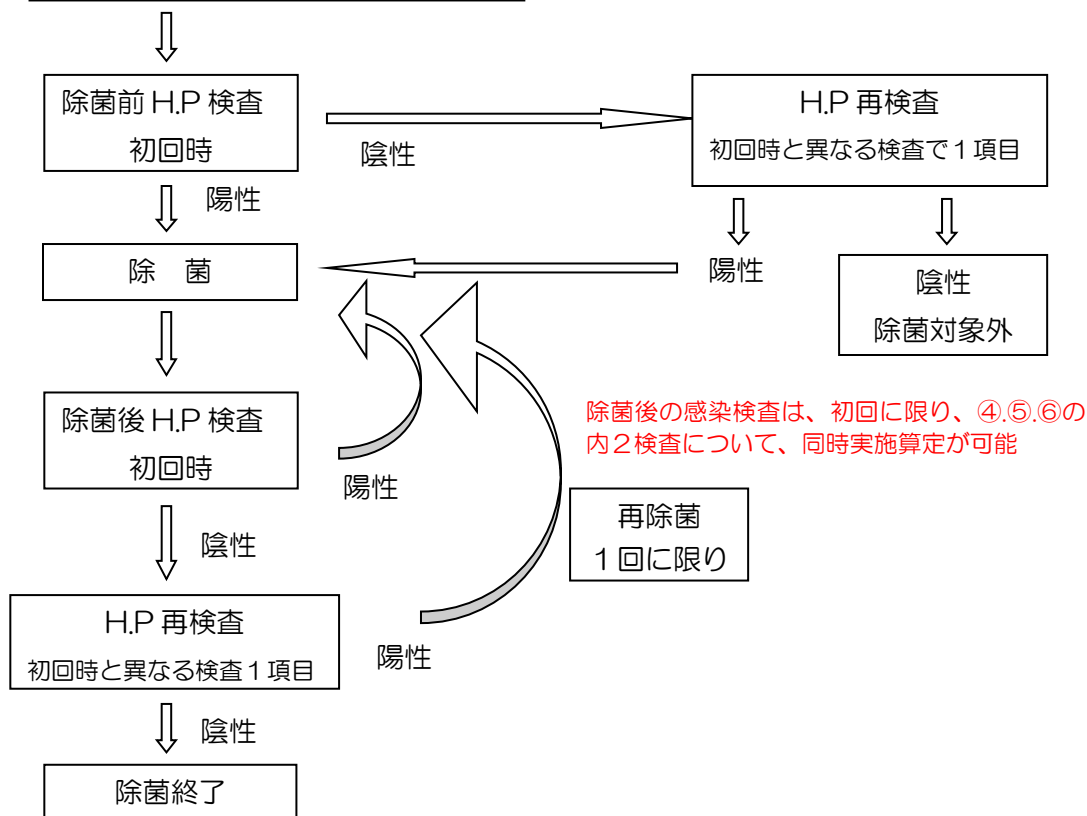 除菌前 H.P 検査
初回時
陰性
H.P 再検査
初回時と異なる検査で１項目
陽性
除　菌
陽性
陰性
除菌対象外
除菌後 H.P 検査
初回時
陽性
除菌後の感染検査は、初回に限り、④.⑤.⑥の
内２検査について、同時実施算定が可能
再除菌
１回に限り
陰性
H.P 再検査
初回時と異なる検査１項目
陽性
陰性
除菌終了